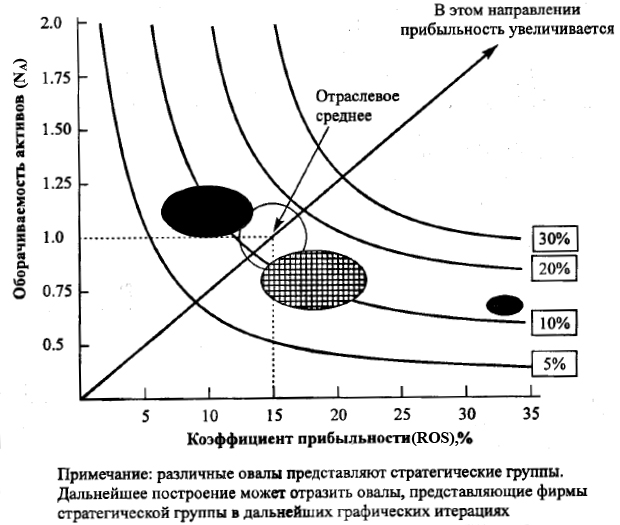 В этом направлении
прибыльность увеличивается
2.0
1.75
1.50
1.25
1.0
0.75
0.5
Оборачиваемость активов (NA)
Отраслевое
среднее
30%
20%
10%
5%
5 10 15 20 25 30 35
Коэффициент прибыльности(ROS),%
Примечание: различные овалы представляют стратегические группы.
Дальнейшее построение может отразить овалы, представляющие фирмы
стратегической группы в дальнейших графических итерациях